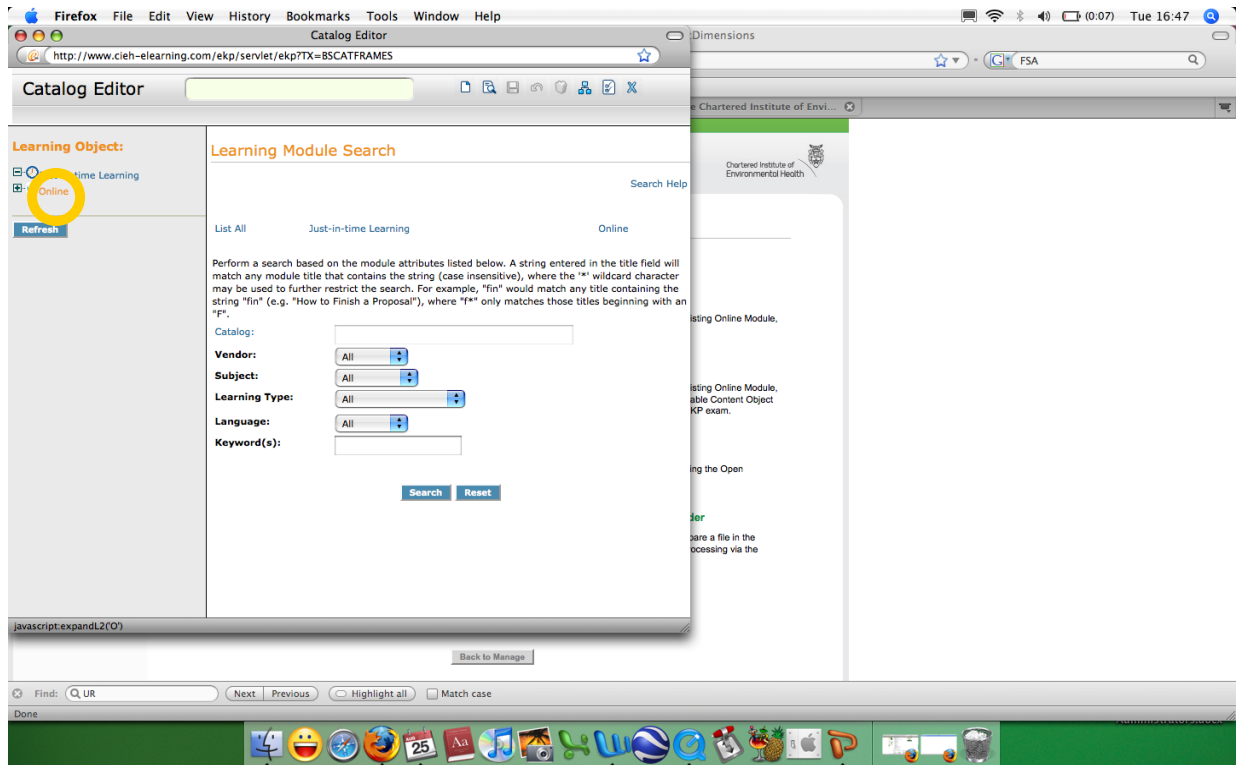 Firefox File Edit View History Bookmarks Tools Window Help (0:07) Tue 16:47
Catalog Editor
:Dimensions
http://www.cieh-elearning.com/ekp/servlet/ekp?TX=BSCATFRAMES
FSA
Catalog Editor
e Chartered Institute of Envi...
Learning Object:
time Learning
Online
Refresh
Learning Module Search
Search Help
List All Just-in-time Learning Online
Perform a search based on the module attributes listed below. A string entered in the title field will
match any module title that contains the string (case insensitive), where the '*' wildcard character
may be used to further restrict the search. For example, "fin" would match any title containing the
string "fin" (e.g. "How to Finish a Proposal"), where "f*" only matches those titles beginning with an
"F".
Catalog:
Vendor: All
Subject: All
Learning Type: All
Language: All
Keyword(s):
Search Reset
Chartered Institute of
Environmental Health
isting Online Module,
isting Online Module,
able Content Object
KP exam.
ing the Open
der
pare a file in the
ocessing via the
javascript:expandL2('O')
Back to Manage
Find: UR Next Previous Highlight all Match case
Done
AUG
25
Aa